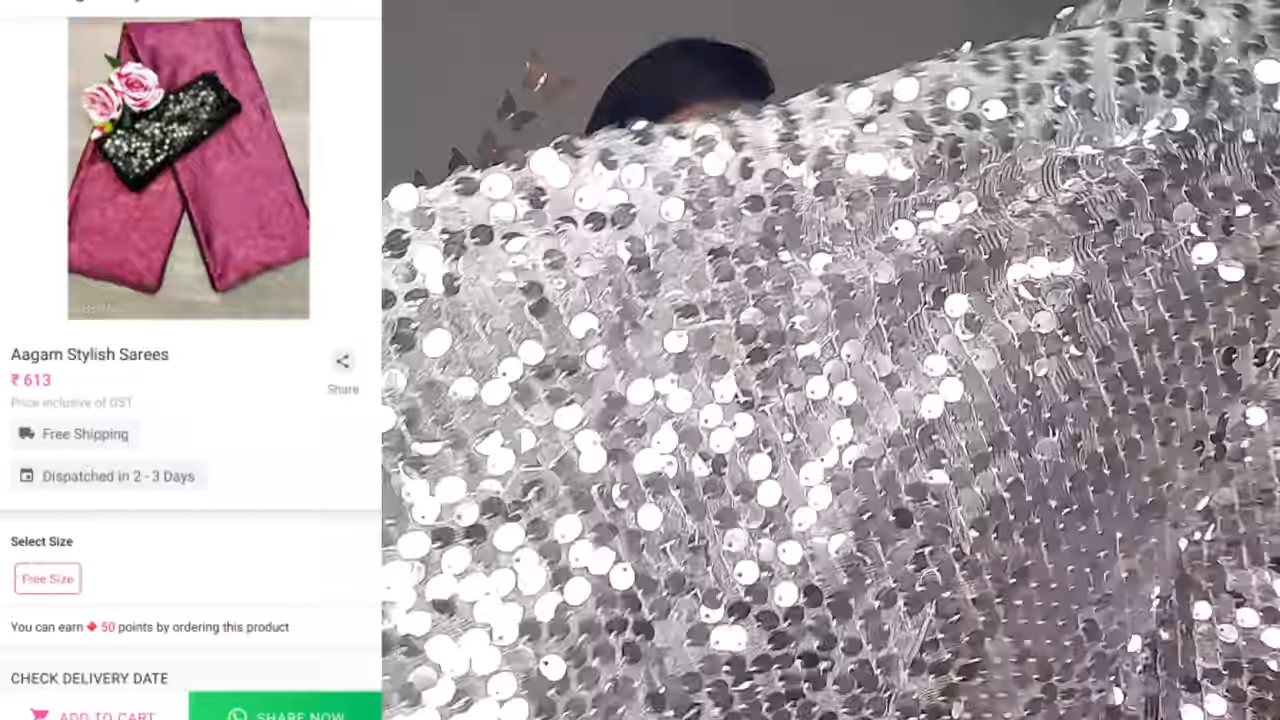 Aagam Stylish Sarees
₹ 613
Share
Price inclusive of GST
Free Shipping
Dispatched in 2 - 3 Days
Select Size
Free Size
You can earn 50 points by ordering this product
CHECK DELIVERY DATE
ADD TO CART
SHARE NOW